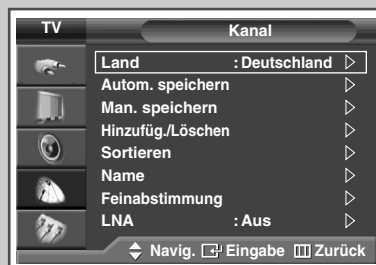 TV Kanal
Land : Deutschland
Autom. speichern
Man. speichern
Hinzufüg./Löschen
Sortieren
Name
Feinabstimmung
LNA : Aus
Navig. Eingabe Zurück